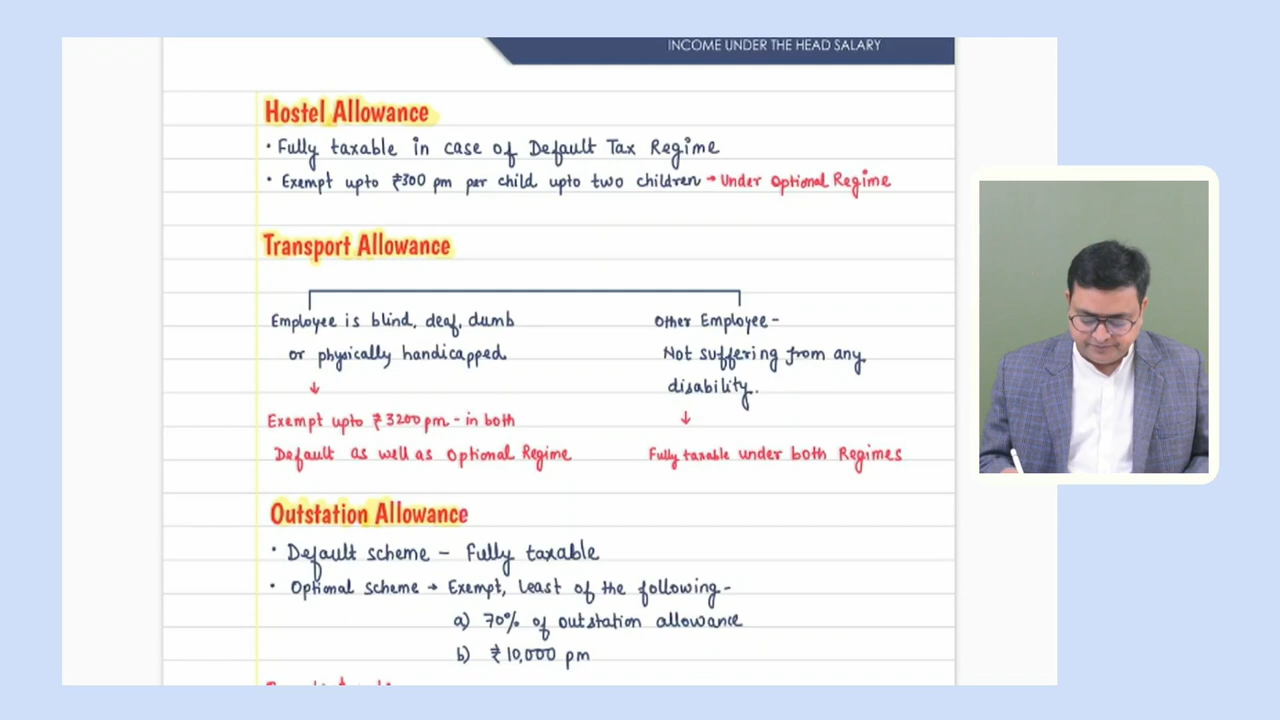 INCOME UNDER THE HEAD SALARY
Hostel Allowance
• Fully taxable in case of Default Tax Regime
• Exempt upto ₹300 pm per child upto two children → Under Optional Regime
Transport Allowance
Employee is blind, deaf, dumb
or physically handicapped
↓
Exempt upto ₹3200 pm - in both
Default as well as Optional Regime
Other Employee -
Not suffering from any
disability.
↓
Fully taxable under both Regimes
Outstation Allowance
• Default scheme - Fully taxable
• Optional scheme → Exempt, Least of the following -
a) 70% of outstation allowance
b) ₹10,000 pm